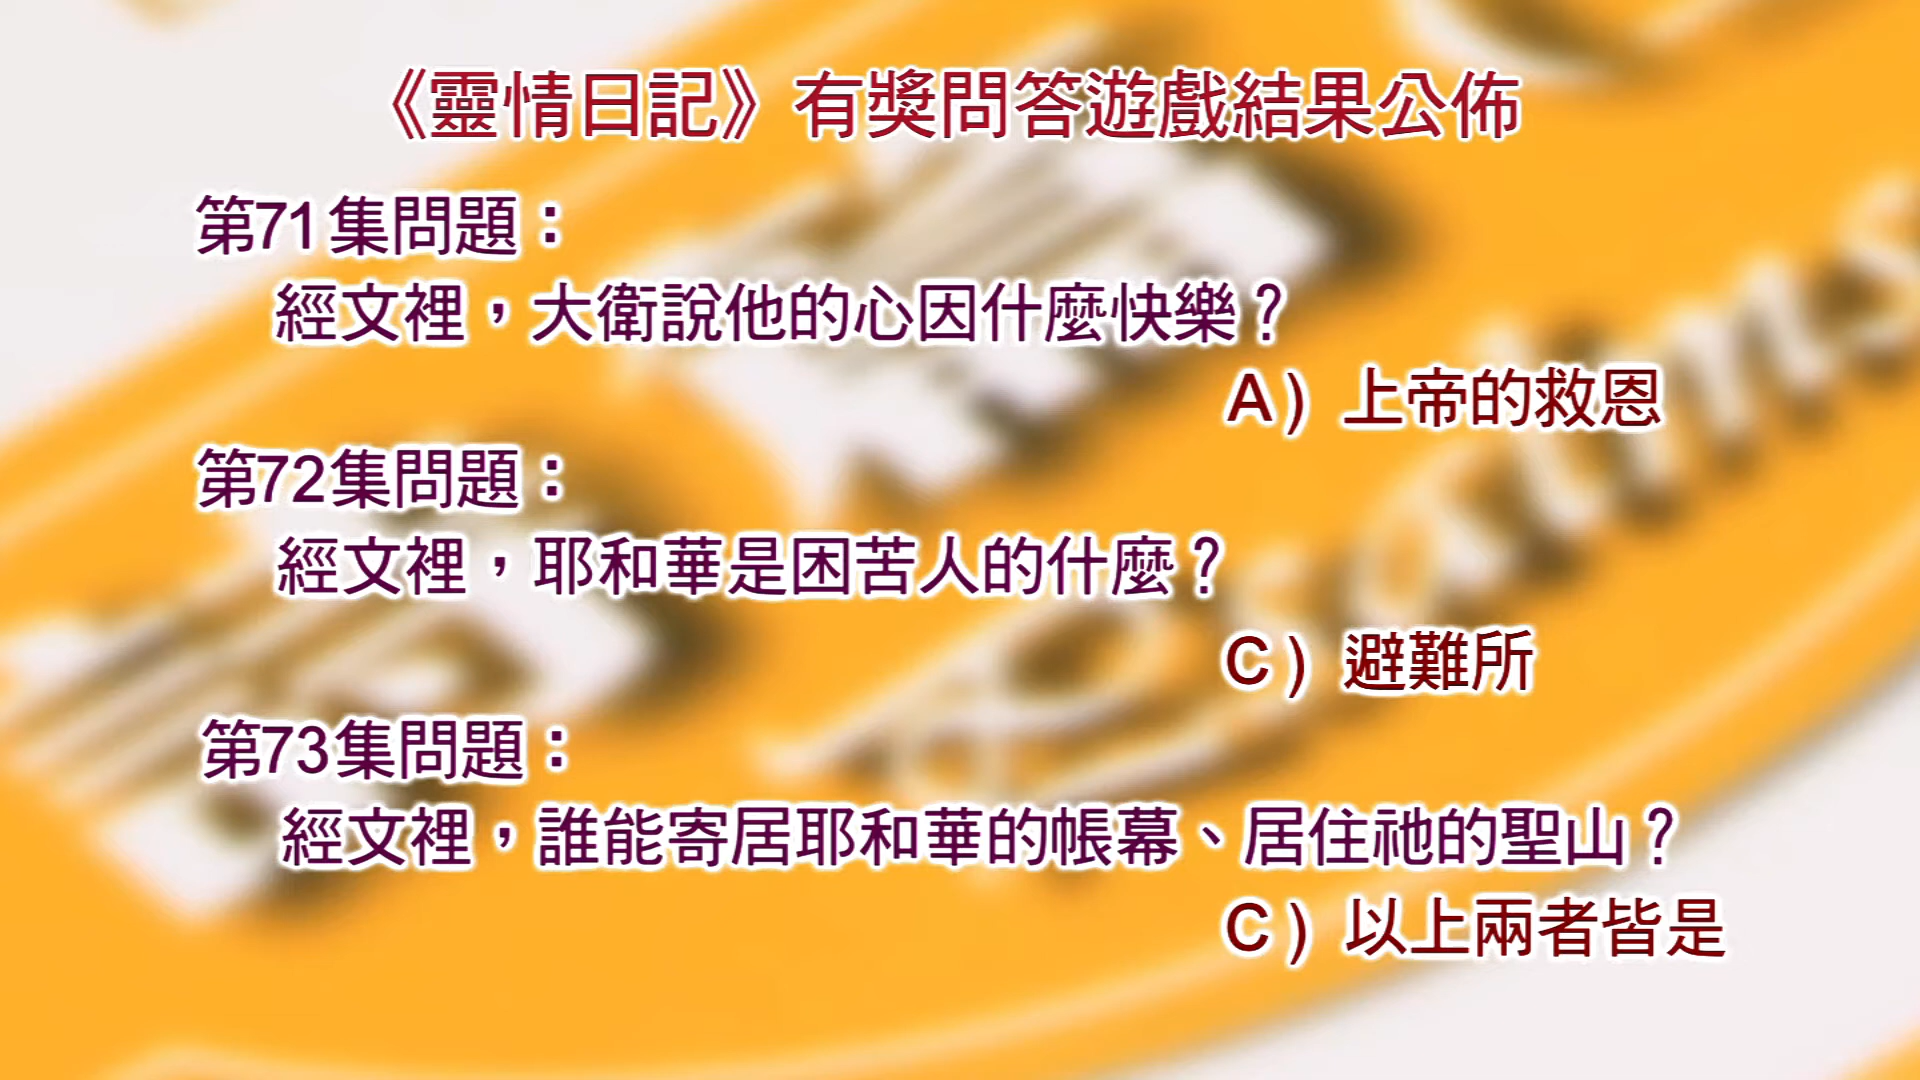 《靈情日記》有獎問答遊戲結果公佈
第71集問題：
經文裡，大衛說他的心因什麼快樂？
A）上帝的救恩
第72集問題：
經文裡，耶和華是困苦人的什麼？
C）避難所
第73集問題：
經文裡，誰能寄居耶和華的帳幕、居住祂的聖山？
C）以上兩者皆是
Psalms